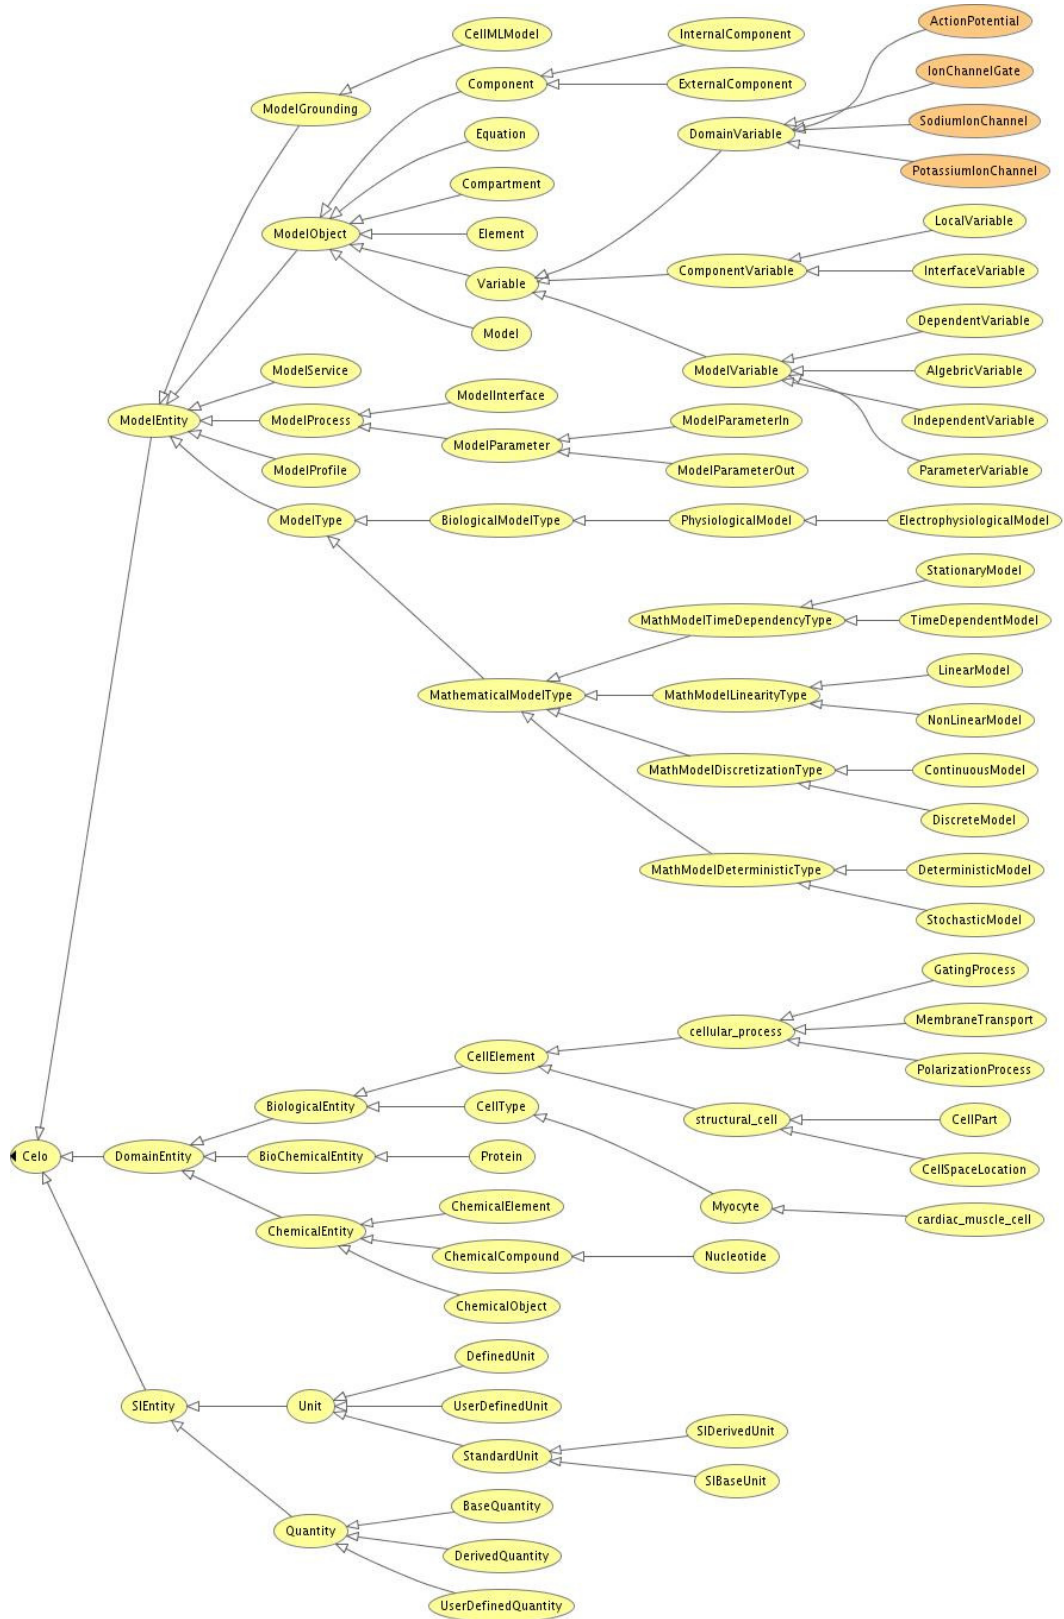 ActionPotential
CellMLModel
InternalComponent
IonChannelGate
Component
ExternalComponent
ModelGrounding
SodiumIonChannel
Equation
DomainVariable
PotassiumIonChannel
Compartment
LocalVariable
ModelObject
Element
ComponentVariable
InterfaceVariable
Variable
DependentVariable
Model
ModelService
ModelVariable
AlgebricVariable
ModelInterface
ModelEntity
ModelProcess
ModelParameterIn
IndependentVariable
ModelParameter
ModelProfile
ModelParameterOut
ParameterVariable
ModelType
BiologicalModelType
PhysiologicalModel
ElectrophysiologicalModel
StationaryModel
MathModelTimeDependencyType
TimeDependentModel
LinearModel
MathematicalModelType
MathModelLinearityType
NonLinearModel
MathModelDiscretizationType
ContinuousModel
DiscreteModel
MathModelDeterministicType
DeterministicModel
StochasticModel
GatingProcess
cellular_process
MembraneTransport
CellElement
PolarizationProcess
BiologicalEntity
CellType
structural_cell
CellPart
Celo
DomainEntity
BioChemicalEntity
Protein
CellSpaceLocation
ChemicalElement
Myocyte
cardiac_muscle_cell
ChemicalEntity
ChemicalCompound
Nucleotide
ChemicalObject
DefinedUnit
SIEntity
Unit
UserDefinedUnit
SIDerivedUnit
StandardUnit
SIBaseUnit
BaseQuantity
Quantity
DerivedQuantity
UserDefinedQuantity